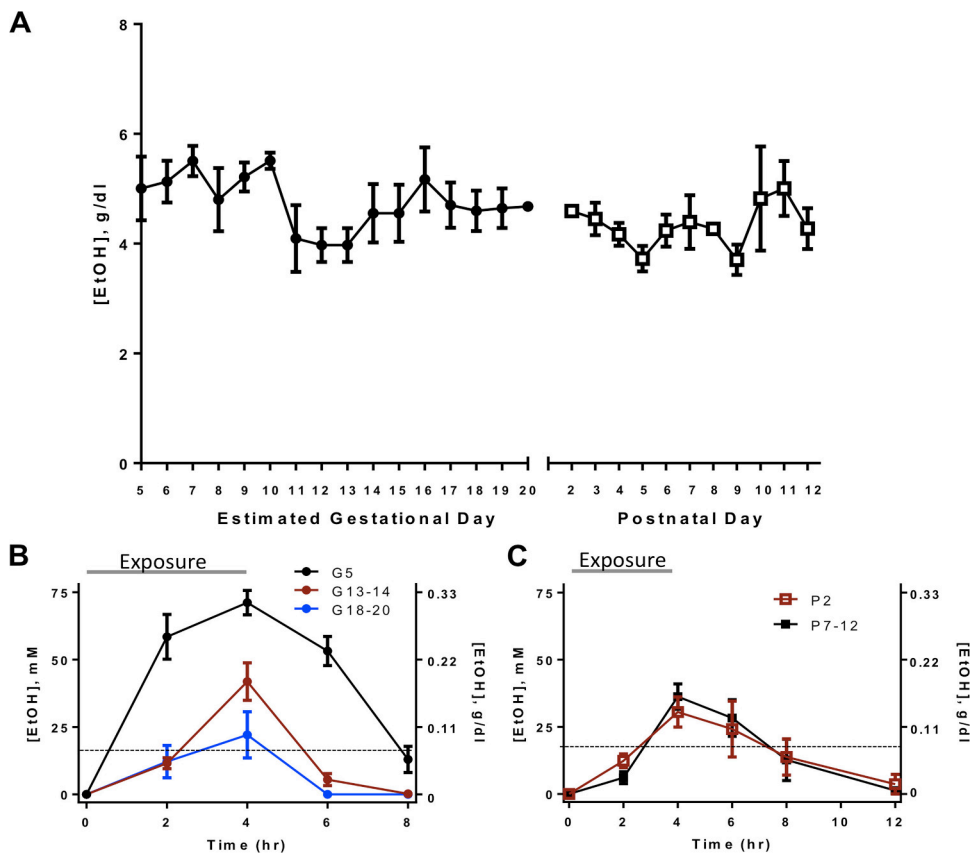 A
[EtOH], g/dl
8
6
4
2
0
5 6 7 8 9 10 11 12 13 14 15 16 17 18 19 20
2 3 4 5 6 7 8 9 10 11 12
Estimated Gestational Day
Postnatal Day
B
Exposure
G5
G13-14
G18-20
[EtOH], mM
75
50
25
0
0.33
0.22
0.11
0
[EtOH], g/dl
0 2 4 6 8
Time (hr)
C
Exposure
P2
P7-12
[EtOH], mM
75
50
25
0
0.33
0.22
0.11
0
[EtOH], g/dl
0 2 4 6 8 10 12
Time (hr)